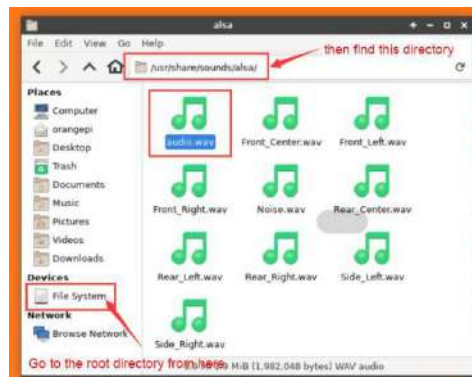 alsa
File Edit View Go Help
then find this directory
/usr/share/sounds/alsa/
Places
Computer
orangepi
Desktop
Trash
Documents
Music
Pictures
Videos
Downloads
Devices
File System
Network
Browse Network
audio.wav
Front_Center.wav
Front_Left.wav
Front_Right.wav
Noise.wav
Rear_Center.wav
Rear_Left.wav
Rear_Right.wav
Side_Left.wav
Side_Right.wav
Go to the root directory from here
MiB (1,982,048 bytes) WAV audio